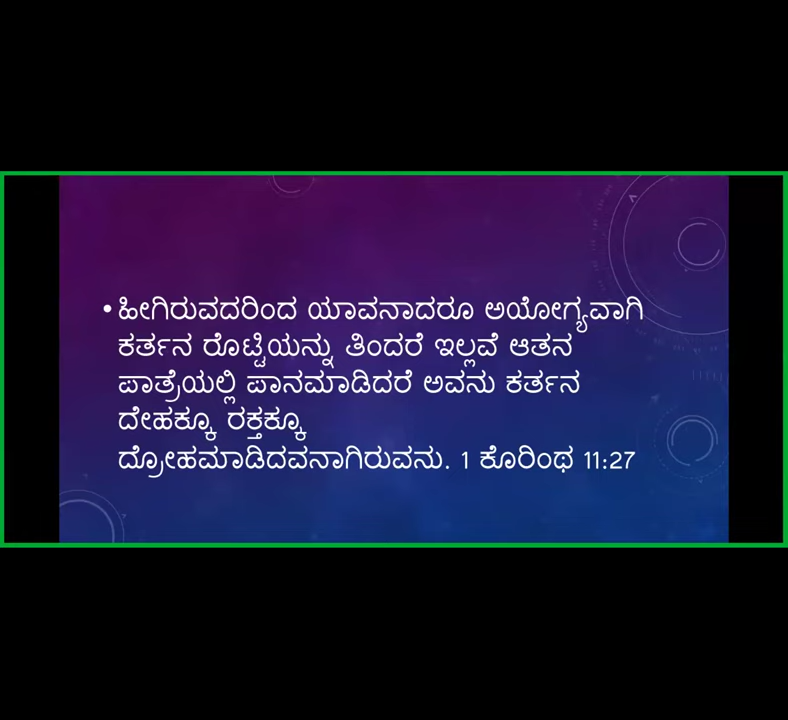 • ಹೀಗಿರುವದರಿಂದ ಯಾವನಾದರೂ ಅಯೋಗ್ಯವಾಗಿ
ಕರ್ತನ ರೊಟ್ಟಿಯನ್ನು ತಿಂದರೆ ಇಲ್ಲವೆ ಆತನ
ಪಾತ್ರೆಯಲ್ಲಿ ಪಾನಮಾಡಿದರೆ ಅವನು ಕರ್ತನ
ದೇಹಕ್ಕೂ ರಕ್ತಕ್ಕೂ
ದ್ರೋಹಮಾಡಿದವನಾಗಿರುವನು. 1 ಕೊರಿಂಥ 11:27